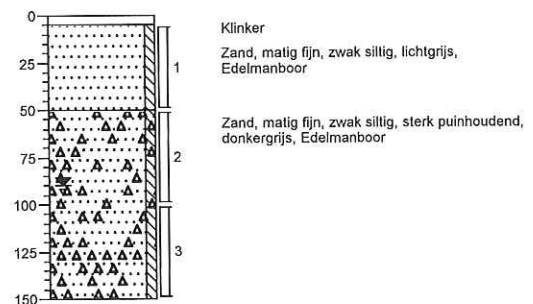 0
Klinker
Zand, matig fijn, zwak siltig, lichtgrijs,
Edelmanboor
25
1
50
Zand, matig fijn, zwak siltig, sterk puinhoudend,
donkergrijs, Edelmanboor
75
2
100
125
3
150